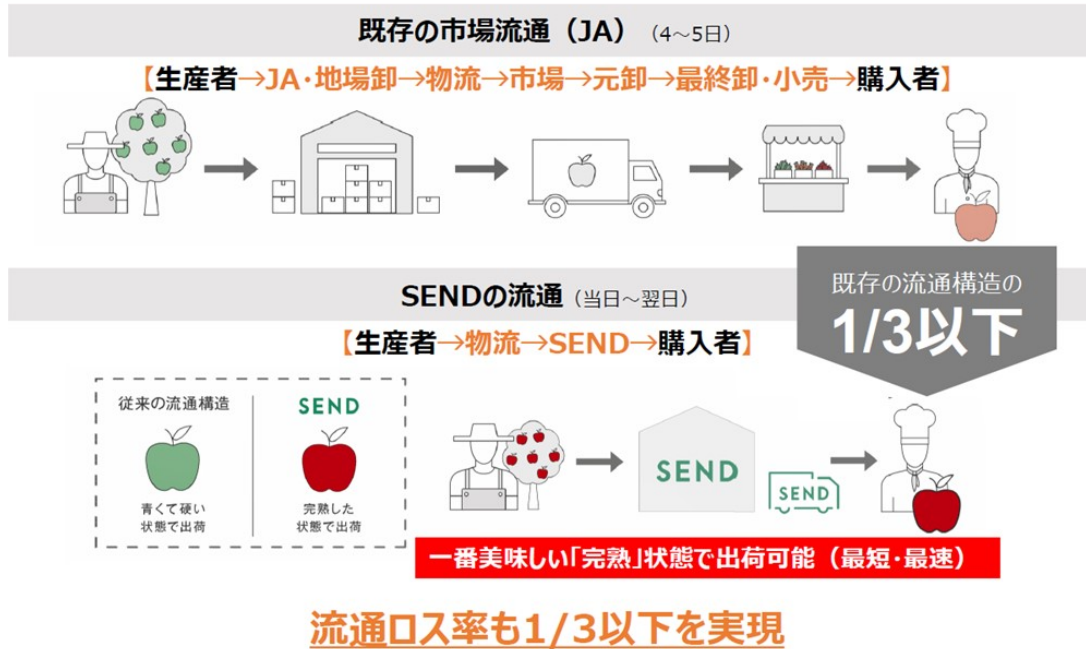 既存の市場流通（JA）（4～5日）
【生産者→JA・地場卸→物流→市場→元卸→最終卸・小売→購入者】
既存の流通構造の
1/3以下
SENDの流通（当日～翌日）
【生産者→物流→SEND→購入者】
従来の流通構造
青くて硬い
状態で出荷
SEND
完熟した
状態で出荷
SEND
SEND
一番美味しい「完熟」状態で出荷可能（最短・最速）
流通ロス率も1/3以下を実現